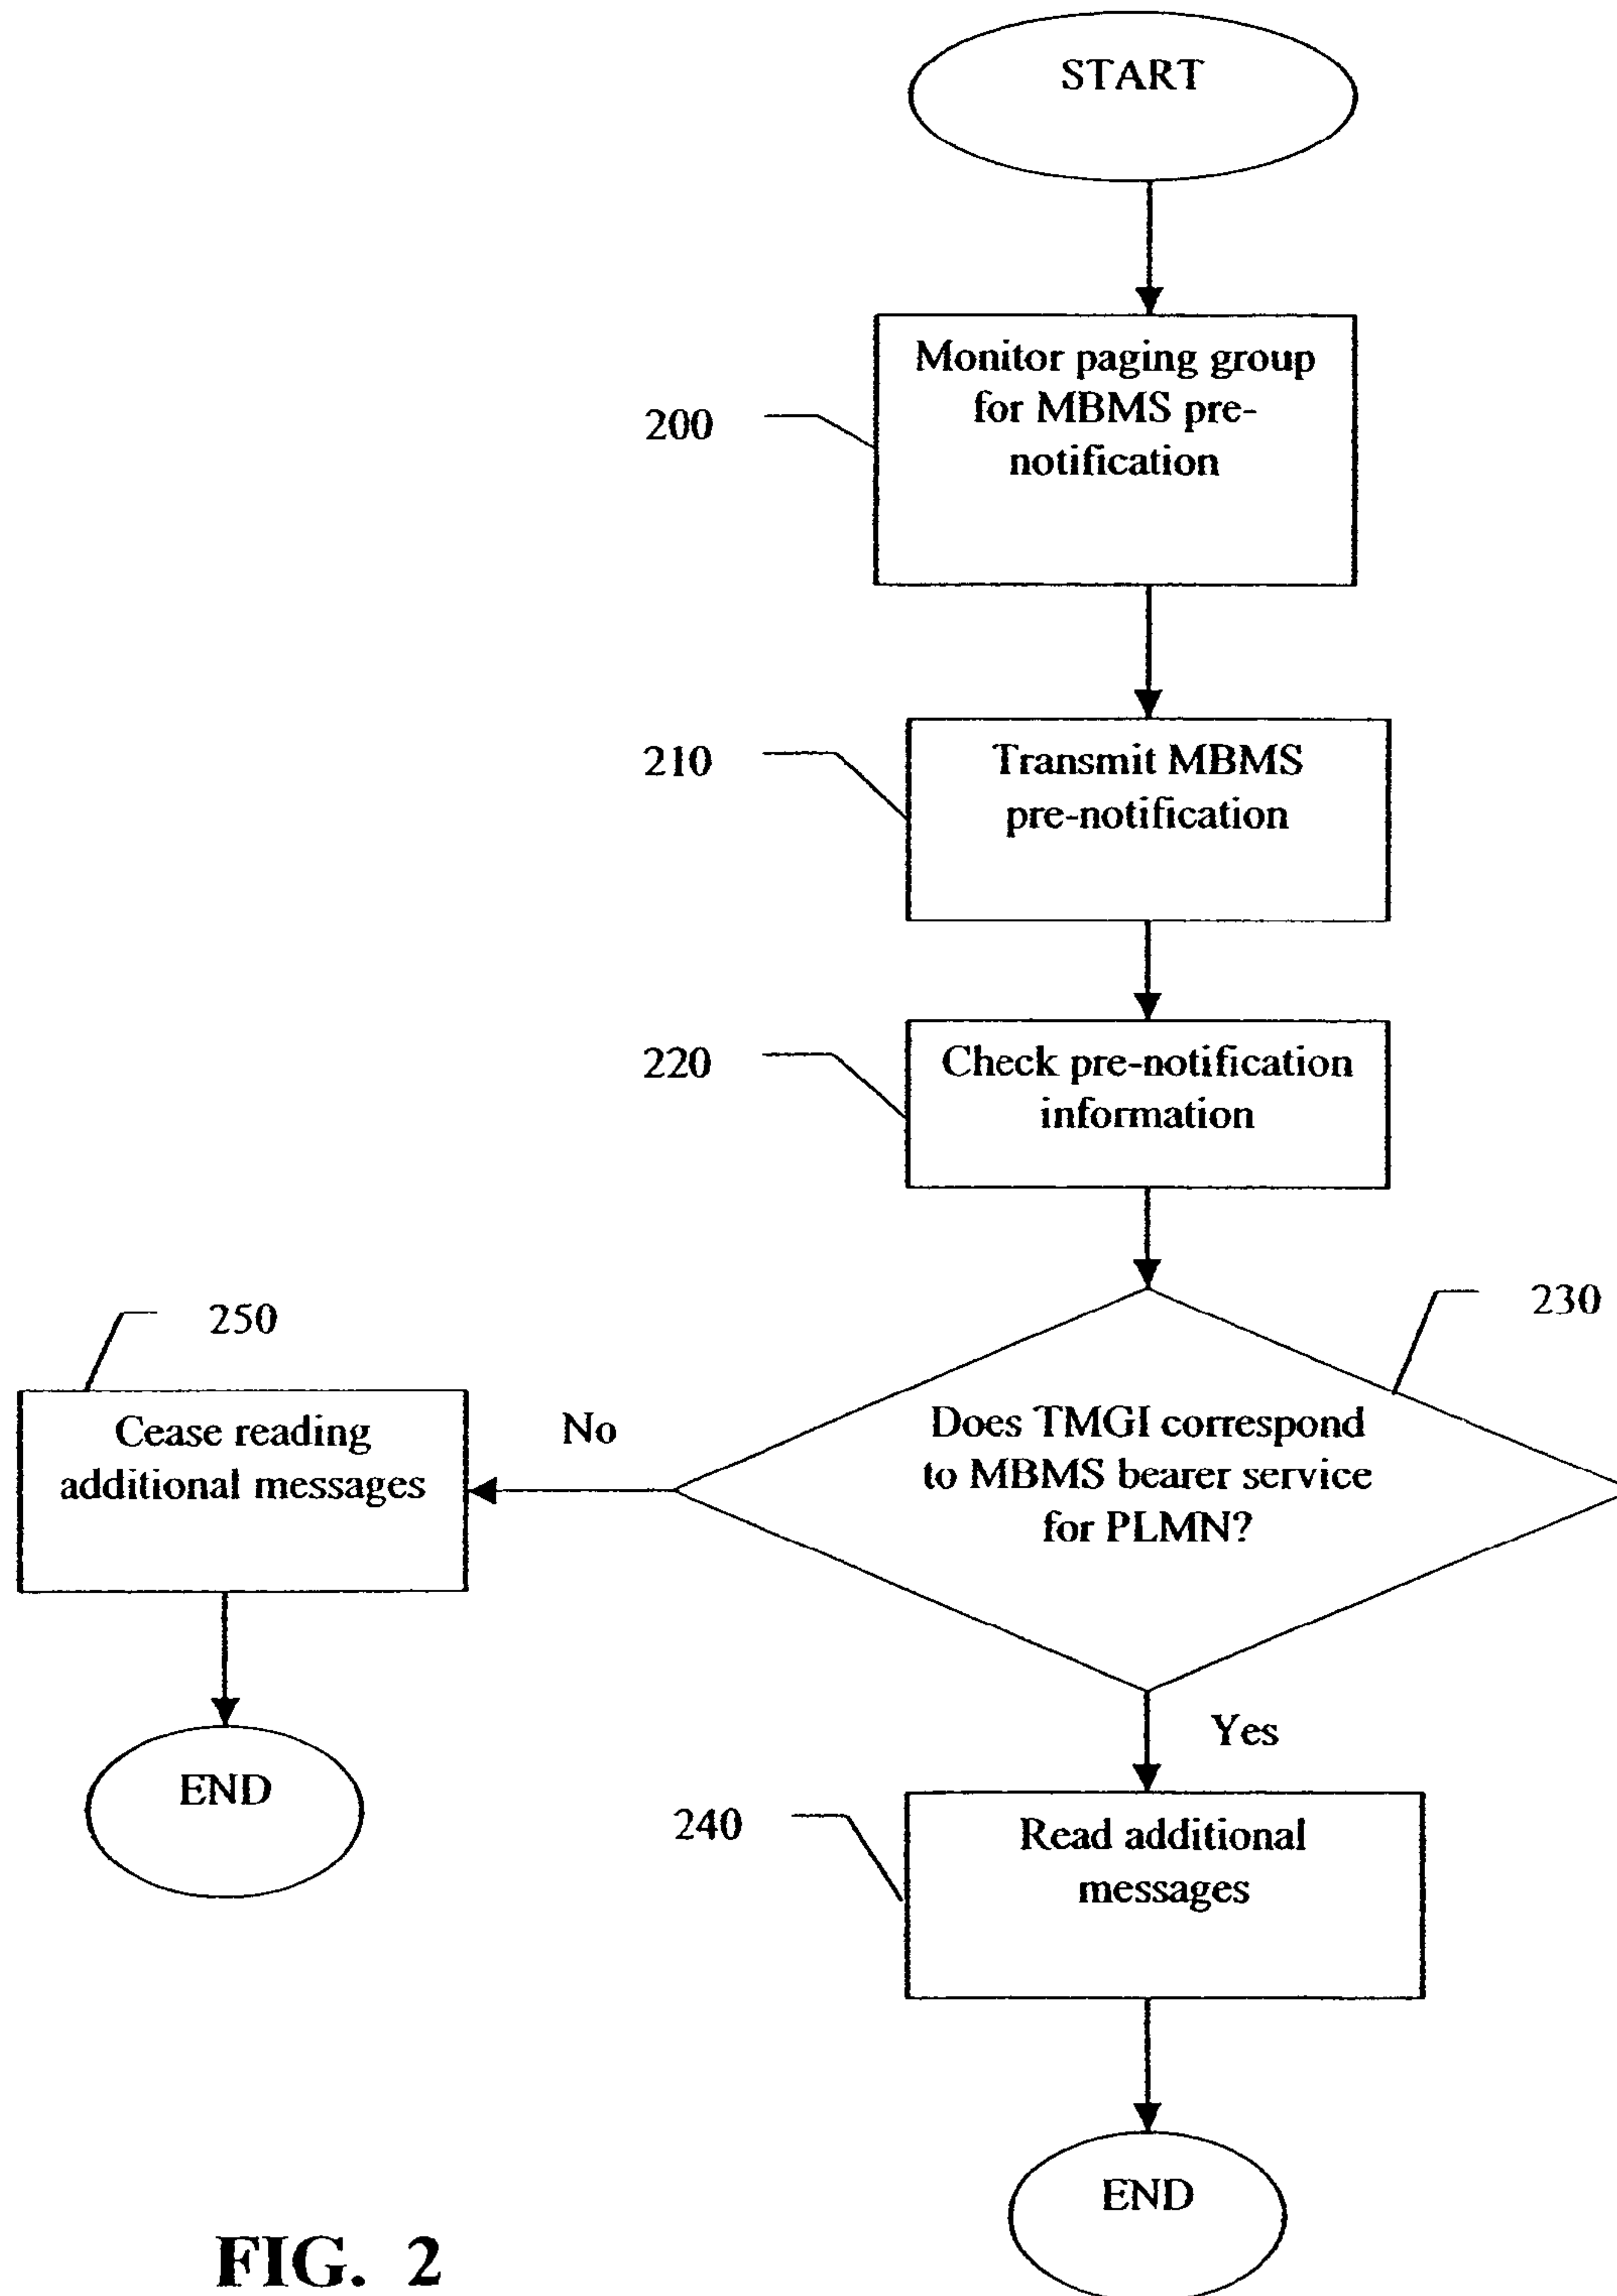 START
200
Monitor paging group
for MBMS pre-
notification
210
Transmit MBMS
pre-notification
220
Check pre-notification
information
230
Does TMGI correspond
to MBMS bearer service
for PLMN?
No
250
Cease reading
additional messages
END
Yes
240
Read additional
messages
END
FIG. 2